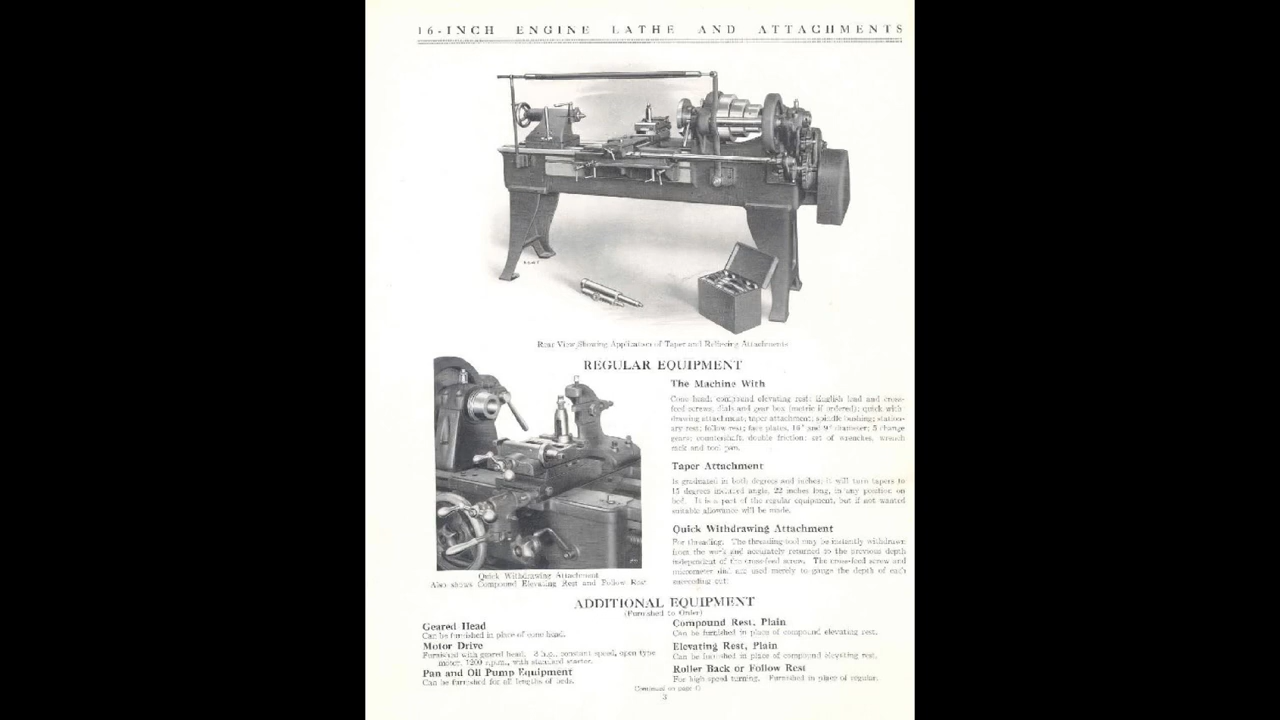 16-INCH ENGINE LATHE AND ATTACHMENTS
Rear View Showing Application of Taper and Relieving Attachments
REGULAR EQUIPMENT
The Machine With
Cone head; compound elevating rest; English lead and cross-
feed screws, dials and gear box (metric if ordered); quick with-
drawing attachment; taper attachment; spindle bushing; station-
ary rest; follow rest; face plates, 16" and 9" diameter; 5 change
gears; countershaft, double friction; set of wrenches, wrench
rack and tool pan.
Taper Attachment
Is graduated in both degrees and inches; it will turn tapers to
15 degrees included angle, 22 inches long, in any position on
bed. It is a part of the regular equipment, but if not wanted
suitable allowance will be made.
Quick Withdrawing Attachment
For threading. The threading tool may be instantly withdrawn
from the work and accurately returned to the previous depth
independent of the cross-feed screw. The cross-feed screw and
micrometer dial are used merely to gauge the depth of each
succeeding cut.
Quick Withdrawing Attachment
Also shows Compound Elevating Rest and Follow Rest
ADDITIONAL EQUIPMENT
(Furnished to Order)
Geared Head
Can be furnished in place of cone head.
Motor Drive
Furnished with geared head. h.p., constant speed, open type
motor, 1200 r.p.m., with standard starter.
Pan and Oil Pump Equipment
Can be furnished for all lengths of beds.
Compound Rest, Plain
Can be furnished in place of compound elevating rest.
Elevating Rest, Plain
Can be furnished in place of compound elevating rest.
Roller Back or Follow Rest
For high speed turning. Furnished in place of regular.
Continued on page
3